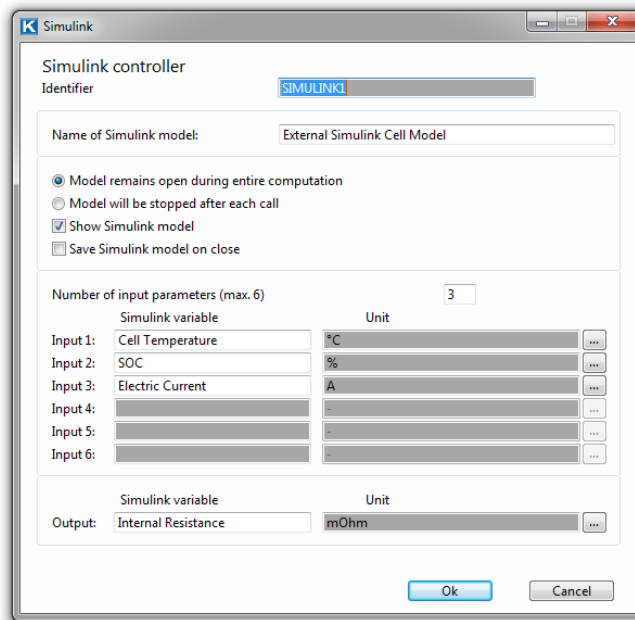 K Simulink
Simulink controller
Identifier SIMULINK1
Name of Simulink model: External Simulink Cell Model
Model remains open during entire computation
Model will be stopped after each call
Show Simulink model
Save Simulink model on close
Number of input parameters (max. 6) 3
Simulink variable Unit
Input 1: Cell Temperature °C ...
Input 2: SOC % ...
Input 3: Electric Current A ...
Input 4: - ...
Input 5: - ...
Input 6: - ...
Simulink variable Unit
Output: Internal Resistance mOhm ...
Ok Cancel